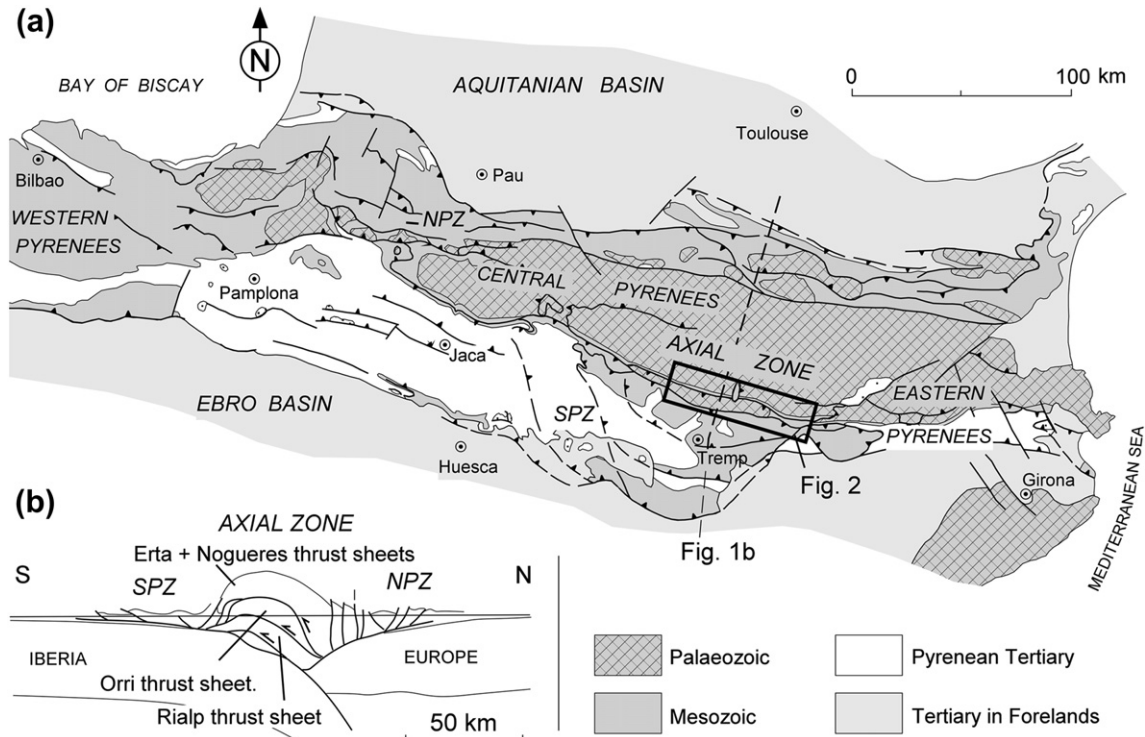 (a)
N
BAY OF BISCAY
AQUITANIAN BASIN
0 100 km
Toulouse
Bilbao
Pau
WESTERN
PYRENEES
NPZ
CENTRAL
PYRENEES
Pamplona
Jaca
AXIAL ZONE
EBRO BASIN
SPZ
EASTERN
PYRENEES
Huesca
Tremp
Fig. 2
Girona
Fig. 1b
MEDITERRANEAN SEA
(b)
AXIAL ZONE
Erta + Nogueres thrust sheets
S
SPZ
NPZ
N
IBERIA
EUROPE
Orri thrust sheet.
Rialp thrust sheet
50 km
Palaeozoic
Pyrenean Tertiary
Mesozoic
Tertiary in Forelands